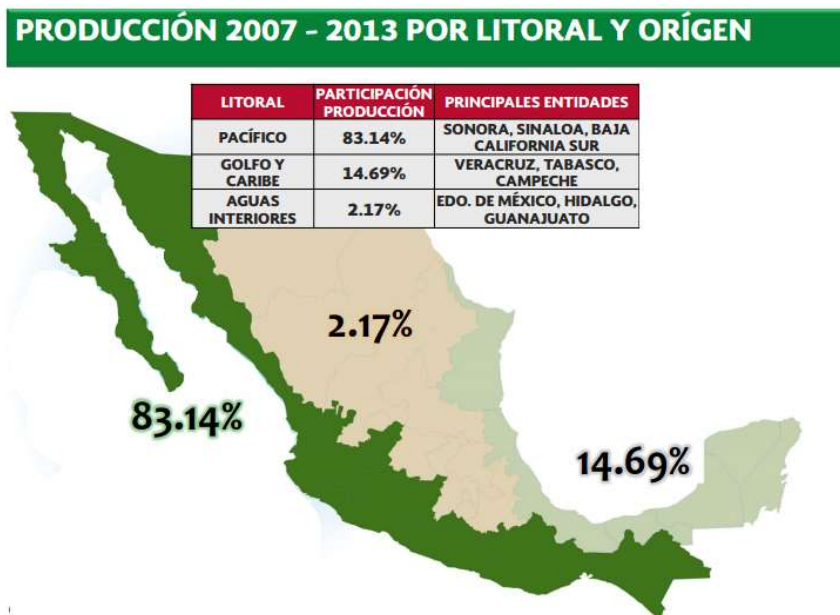 PRODUCCIÓN 2007 - 2013 POR LITORAL Y ORÍGEN
LITORAL PARTICIPACIÓN PRODUCCIÓN PRINCIPALES ENTIDADES
PACÍFICO 83.14% SONORA, SINALOA, BAJA CALIFORNIA SUR
GOLFO Y CARIBE 14.69% VERACRUZ, TABASCO, CAMPECHE
AGUAS INTERIORES 2.17% EDO. DE MÉXICO, HIDALGO, GUANAJUATO
2.17%
83.14%
14.69%